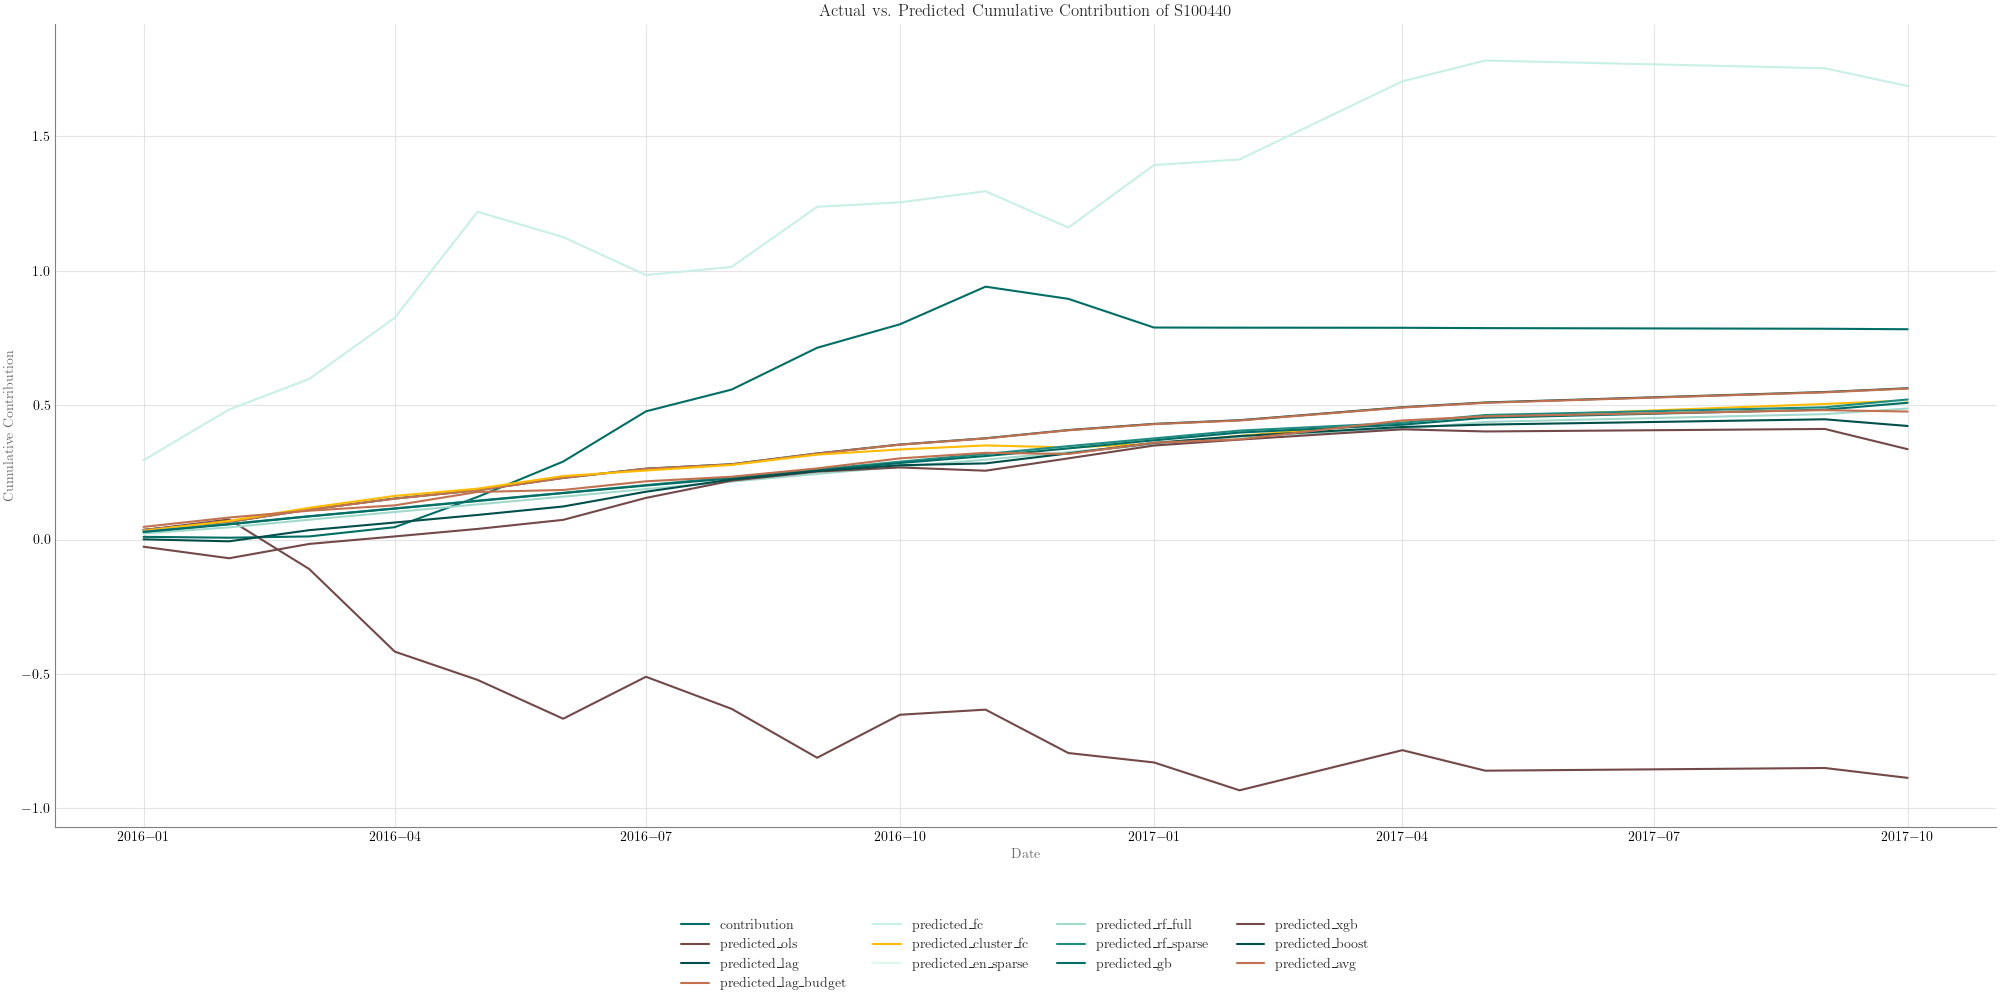 Actual vs. Predicted Cumulative Contribution of S100440
Cumulative Contribution
1.5
1.0
0.5
0.0
−0.5
−1.0
2016−01 2016−04 2016−07 2016−10 2017−01 2017−04 2017−07 2017−10
Date
contribution predicted_fc predicted_rf_full predicted_xgb
predicted_ols predicted_cluster_fc predicted_rf_sparse predicted_boost
predicted_lag predicted_en_sparse predicted_gb predicted_avg
predicted_lag_budget